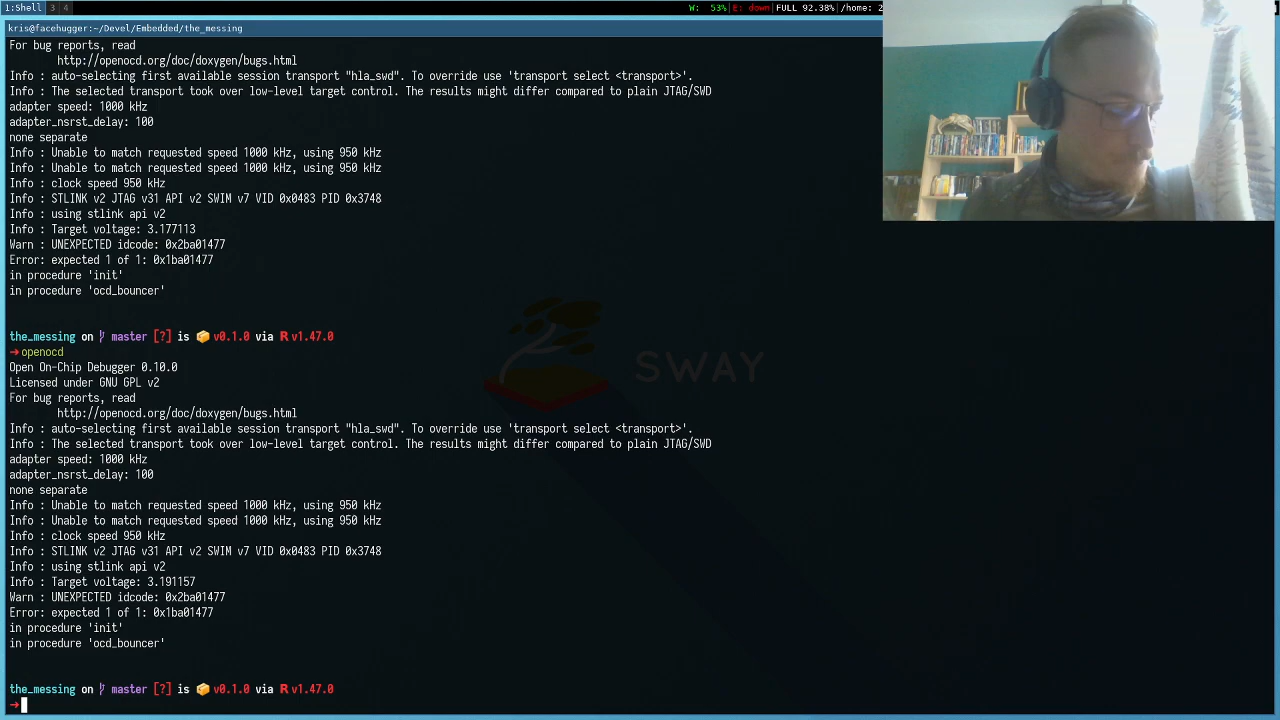 1:Shell 3 4 W: 53% E: down FULL 92.38% /home: 2
kris@facehugger:~/Devel/Embedded/the_messing
For bug reports, read
http://openocd.org/doc/doxygen/bugs.html
Info : auto-selecting first available session transport "hla_swd". To override use 'transport select <transport>'.
Info : The selected transport took over low-level target control. The results might differ compared to plain JTAG/SWD
adapter speed: 1000 kHz
adapter_nsrst_delay: 100
none separate
Info : Unable to match requested speed 1000 kHz, using 950 kHz
Info : Unable to match requested speed 1000 kHz, using 950 kHz
Info : clock speed 950 kHz
Info : STLINK v2 JTAG v31 API v2 SWIM v7 VID 0x0483 PID 0x3748
Info : using stlink api v2
Info : Target voltage: 3.177113
Warn : UNEXPECTED idcode: 0x2ba01477
Error: expected 1 of 1: 0x1ba01477
in procedure 'init'
in procedure 'ocd_bouncer'
the_messing on master [?] is 📦 v0.1.0 via R v1.47.0
➜ openocd
Open On-Chip Debugger 0.10.0
Licensed under GNU GPL v2
For bug reports, read
http://openocd.org/doc/doxygen/bugs.html
Info : auto-selecting first available session transport "hla_swd". To override use 'transport select <transport>'.
Info : The selected transport took over low-level target control. The results might differ compared to plain JTAG/SWD
adapter speed: 1000 kHz
adapter_nsrst_delay: 100
none separate
Info : Unable to match requested speed 1000 kHz, using 950 kHz
Info : Unable to match requested speed 1000 kHz, using 950 kHz
Info : clock speed 950 kHz
Info : STLINK v2 JTAG v31 API v2 SWIM v7 VID 0x0483 PID 0x3748
Info : using stlink api v2
Info : Target voltage: 3.191157
Warn : UNEXPECTED idcode: 0x2ba01477
Error: expected 1 of 1: 0x1ba01477
in procedure 'init'
in procedure 'ocd_bouncer'
the_messing on master [?] is 📦 v0.1.0 via R v1.47.0
➜
SWAY